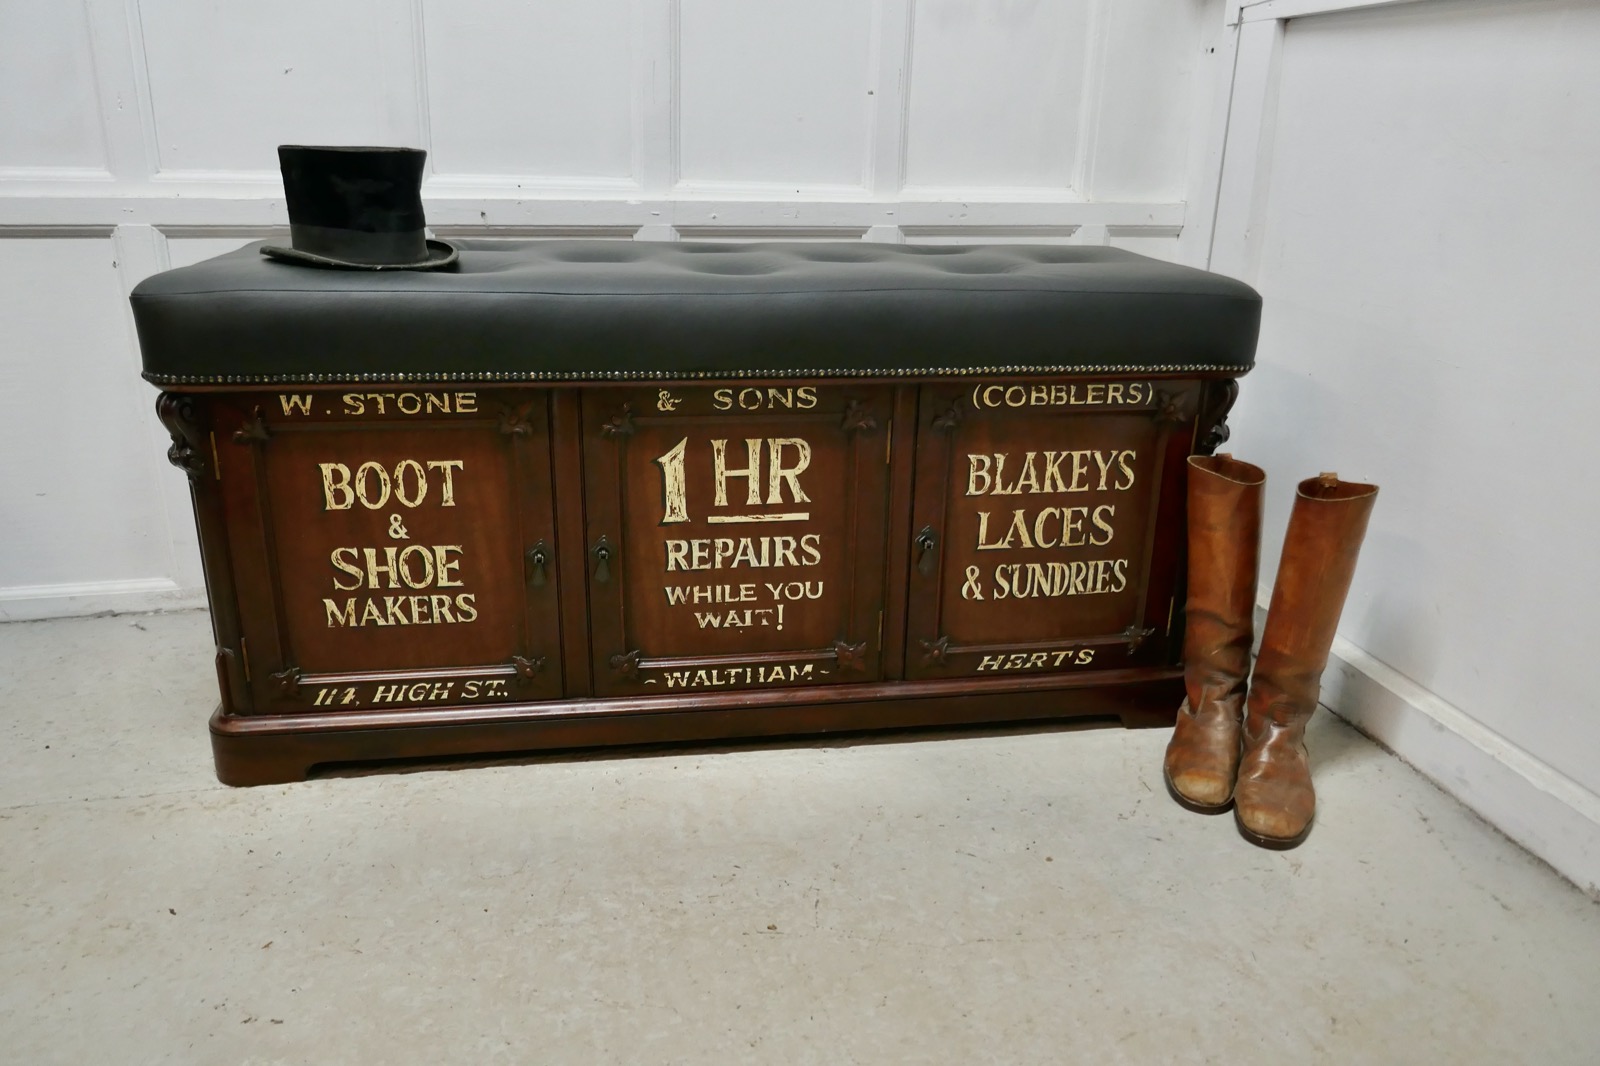 W. STONE & SONS (COBBLERS)
BOOT
&
SHOE
MAKERS
1 HR
REPAIRS
WHILE YOU
WAIT!
BLAKEYS
LACES
& SUNDRIES
114, HIGH ST., ~WALTHAM~ HERTS